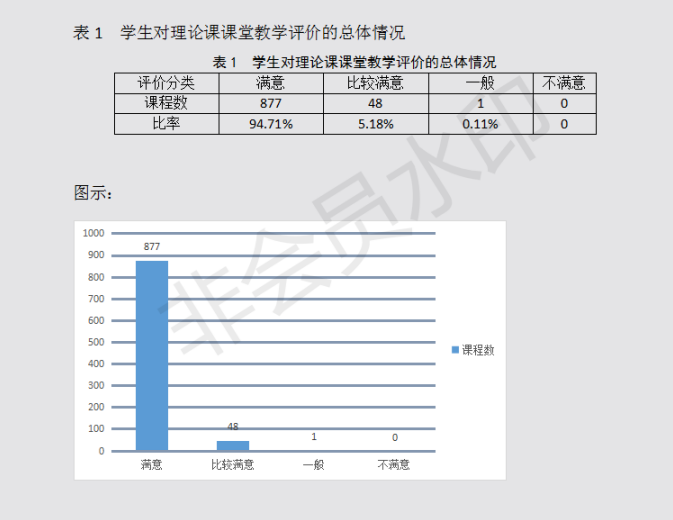 表 1 学生对理论课课堂教学评价的总体情况
表 1 学生对理论课课堂教学评价的总体情况
评价分类 满意 比较满意 一般 不满意
课程数 877 48 1 0
比率 94.71% 5.18% 0.11% 0
图示:
1000
900
877
800
700
600
500
400
300
200
100
0
48
1
0
满意 比较满意 一般 不满意
课程数
非会员水印